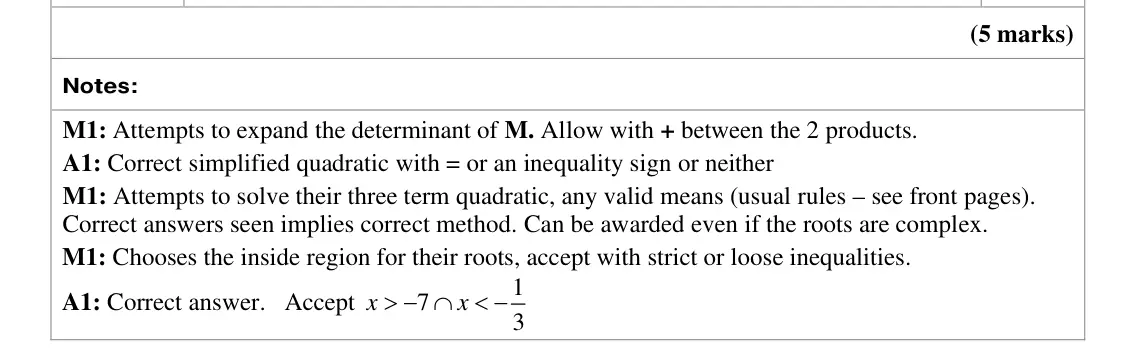 (5 marks)
Notes:
M1: Attempts to expand the determinant of M. Allow with + between the 2 products.
A1: Correct simplified quadratic with = or an inequality sign or neither
M1: Attempts to solve their three term quadratic, any valid means (usual rules – see front pages).
Correct answers seen implies correct method. Can be awarded even if the roots are complex.
M1: Chooses the inside region for their roots, accept with strict or loose inequalities.
A1: Correct answer. Accept x > −7 ∩ x < −1/3